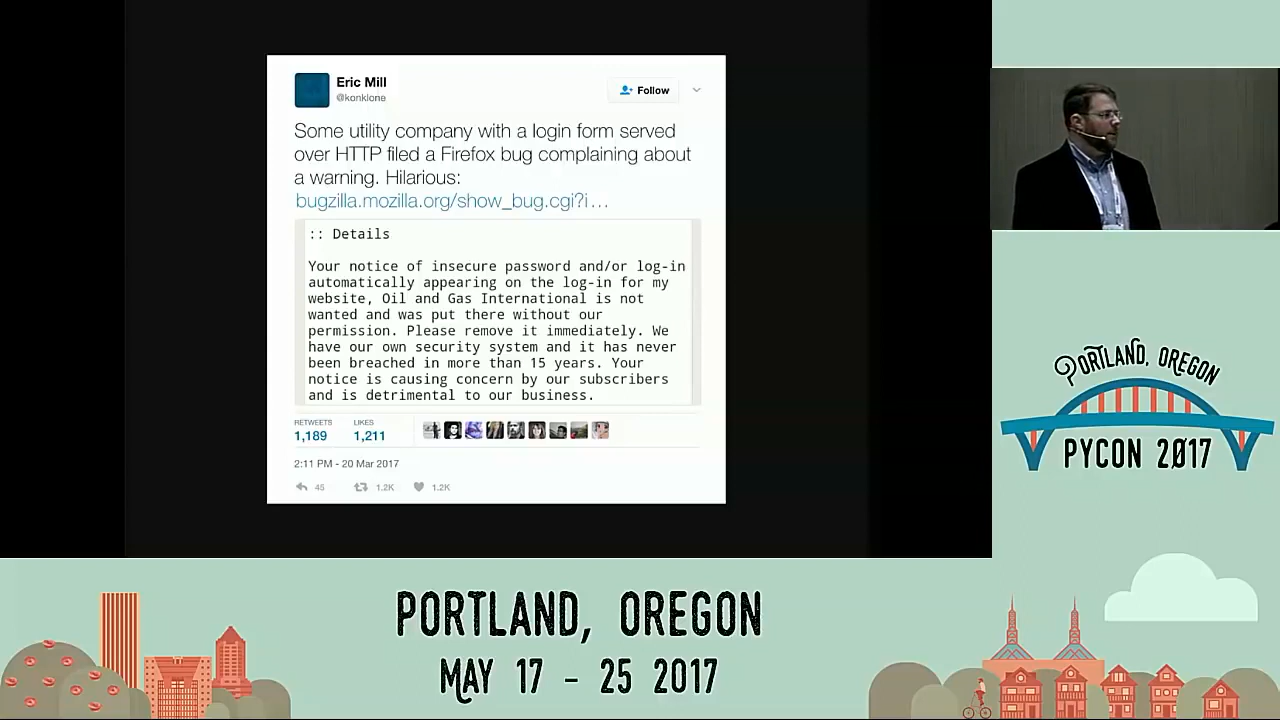 Eric Mill
@konklone
Follow
Some utility company with a login form served
over HTTP filed a Firefox bug complaining about
a warning. Hilarious:
bugzilla.mozilla.org/show_bug.cgi?i…
:: Details
Your notice of insecure password and/or log-in
automatically appearing on the log-in for my
website, Oil and Gas International is not
wanted and was put there without our
permission. Please remove it immediately. We
have our own security system and it has never
been breached in more than 15 years. Your
notice is causing concern by our subscribers
and is detrimental to our business.
RETWEETS LIKES
1,189 1,211
2:11 PM - 20 Mar 2017
45 1.2K 1.2K
PORTLAND, OREGON
PYCON 2017
PORTLAND, OREGON
MAY 17 - 25 2017